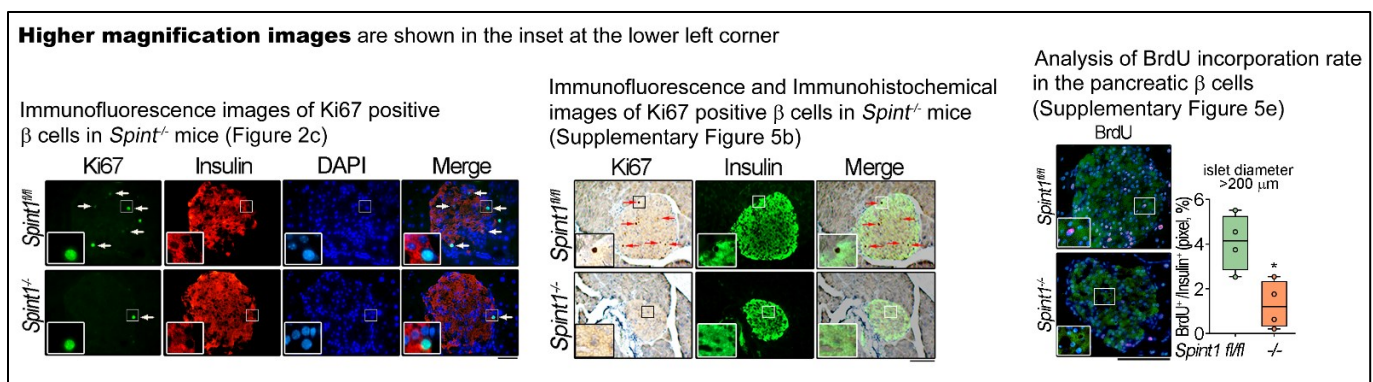 Higher magnification images are shown in the inset at the lower left corner
Immunofluorescence images of Ki67 positive
β cells in Spint-/- mice (Figure 2c)
Ki67 Insulin DAPI Merge
Spint1fl/fl
Spint1-/-
Immunofluorescence and Immunohistochemical
images of Ki67 positive β cells in Spint-/- mice
(Supplementary Figure 5b)
Ki67 Insulin Merge
Spint1fl/fl
Spint1-/-
Analysis of BrdU incorporation rate
in the pancreatic β cells
(Supplementary Figure 5e)
BrdU
Spint1fl/fl
Spint1-/-
islet diameter
>200 μm
BrdU+/Insulin+ (pixel, %)
6
4
2
0
*
Spint1 fl/fl -/-